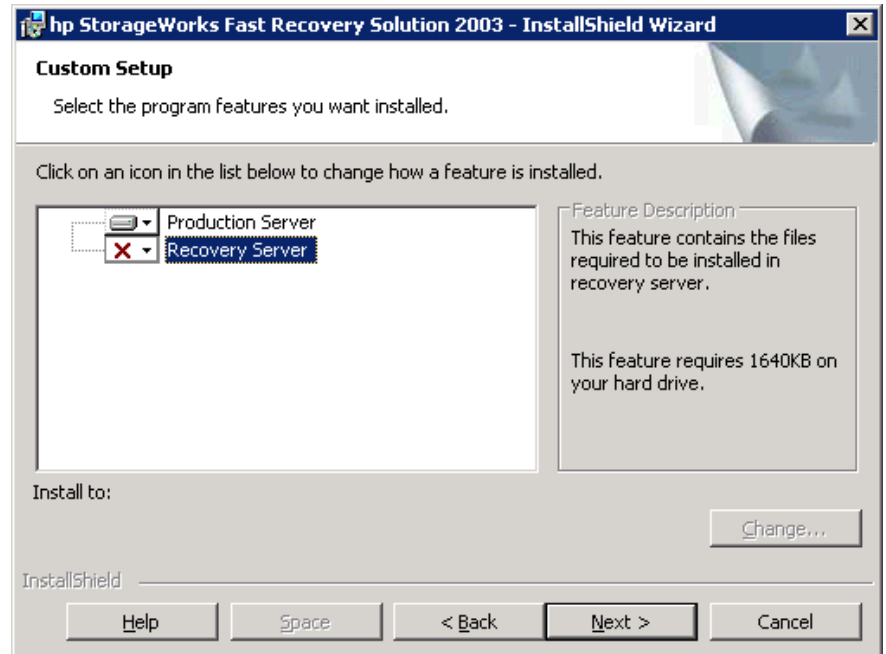 hp StorageWorks Fast Recovery Solution 2003 - InstallShield Wizard
Custom Setup
Select the program features you want installed.
Click on an icon in the list below to change how a feature is installed.
Production Server
Recovery Server
Feature Description
This feature contains the files
required to be installed in
recovery server.
This feature requires 1640KB on
your hard drive.
Install to:
Change...
InstallShield
Help
Space
< Back
Next >
Cancel